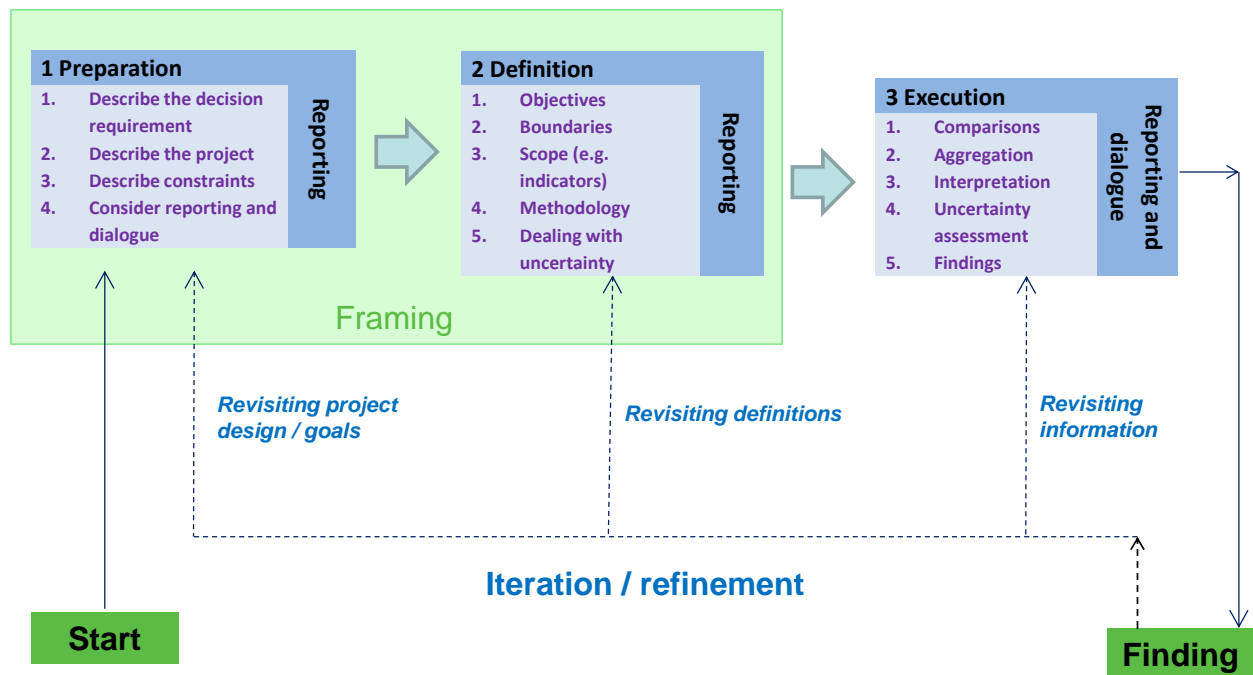 1 Preparation
1. Describe the decision
requirement
2. Describe the project
3. Describe constraints
4. Consider reporting and
dialogue
Reporting
2 Definition
1. Objectives
2. Boundaries
3. Scope (e.g.
indicators)
4. Methodology
5. Dealing with
uncertainty
Reporting
3 Execution
1. Comparisons
2. Aggregation
3. Interpretation
4. Uncertainty
assessment
5. Findings
Reporting and
dialogue
Framing
Revisiting project
design / goals
Revisiting definitions
Revisiting
information
Iteration / refinement
Start
Finding